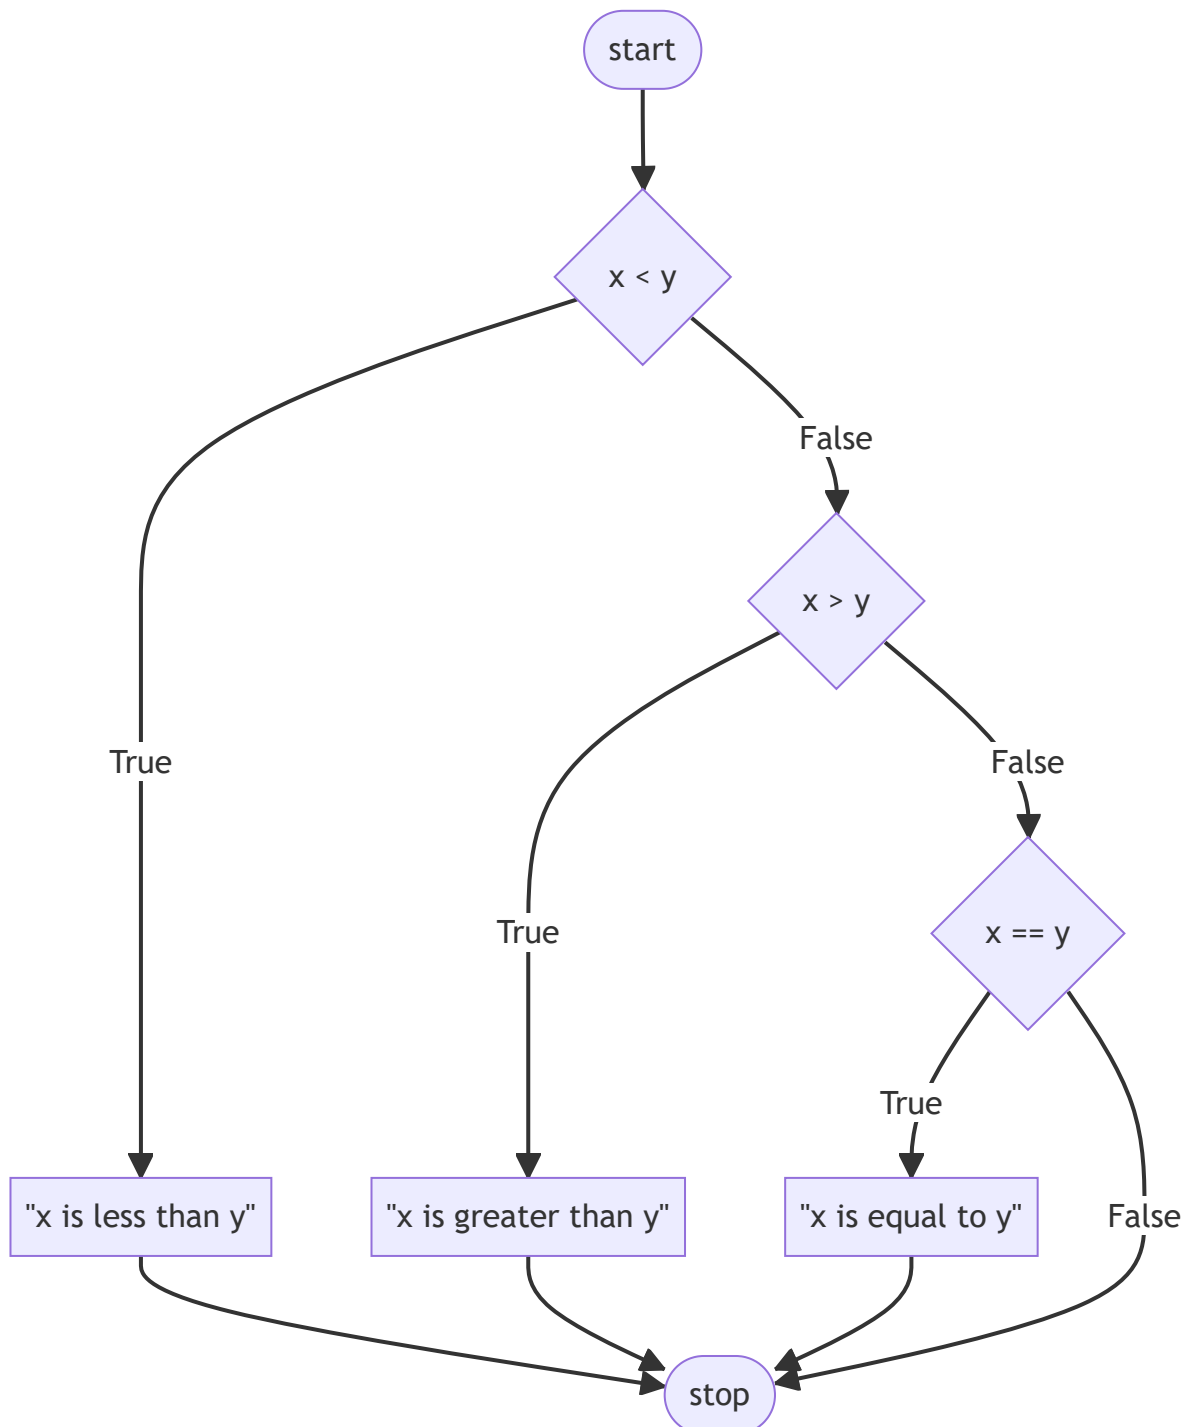 start
x < y
False
x > y
True
False
x == y
True
True
"x is less than y"
"x is greater than y"
"x is equal to y"
False
stop